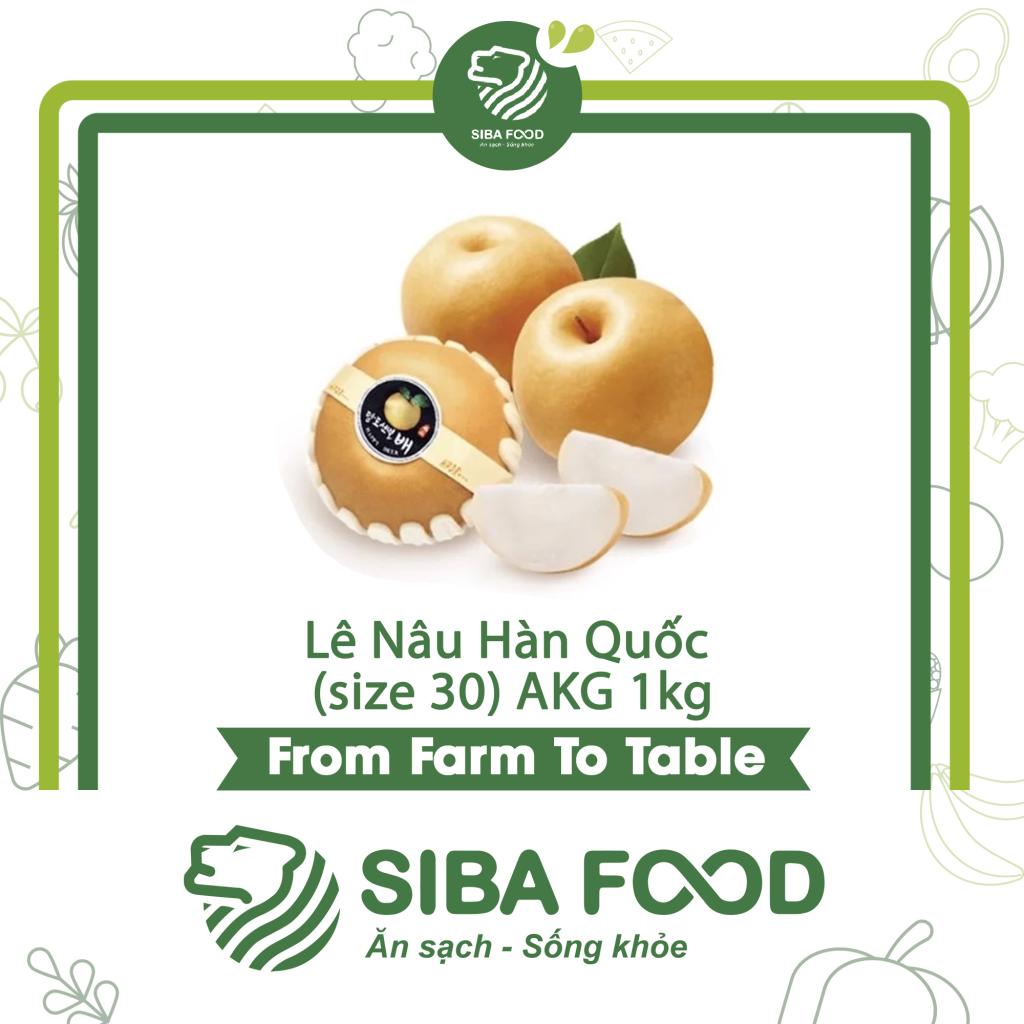 SIBA FOOD
Ăn sạch - Sống khỏe
Lê Nâu Hàn Quốc
(size 30) AKG 1kg
From Farm To Table
SIBA FOOD
Ăn sạch - Sống khỏe